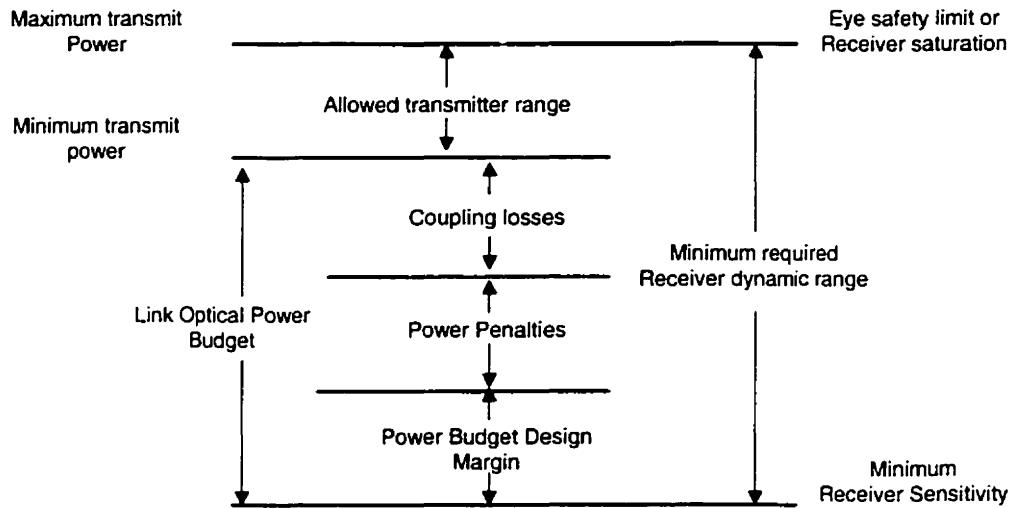 Maximum transmit
Power
Eye safety limit or
Receiver saturation
Allowed transmitter range
Minimum transmit
power
Coupling losses
Minimum required
Receiver dynamic range
Link Optical Power
Budget
Power Penalties
Power Budget Design
Margin
Minimum
Receiver Sensitivity